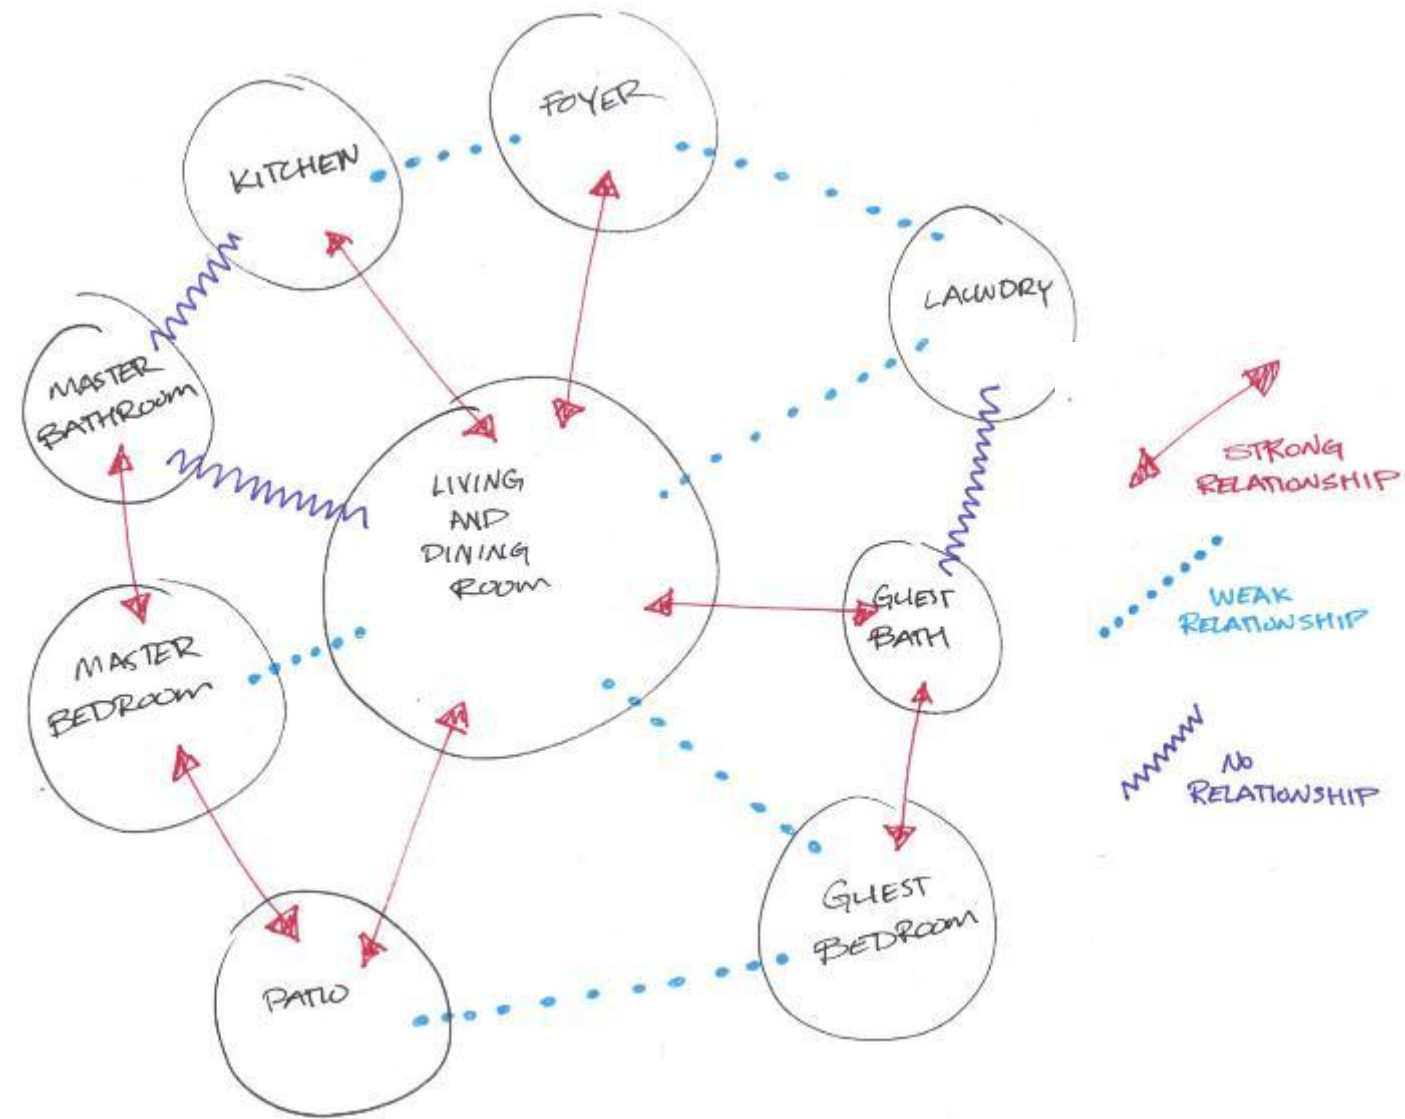 FOYER
KITCHEN
LAUNDRY
MASTER
BATHROOM
LIVING
AND
DINING
ROOM
STRONG
RELATIONSHIP
GUEST
BATH
WEAK
RELATIONSHIP
MASTER
BEDROOM
NO
RELATIONSHIP
GUEST
BEDROOM
PATIO